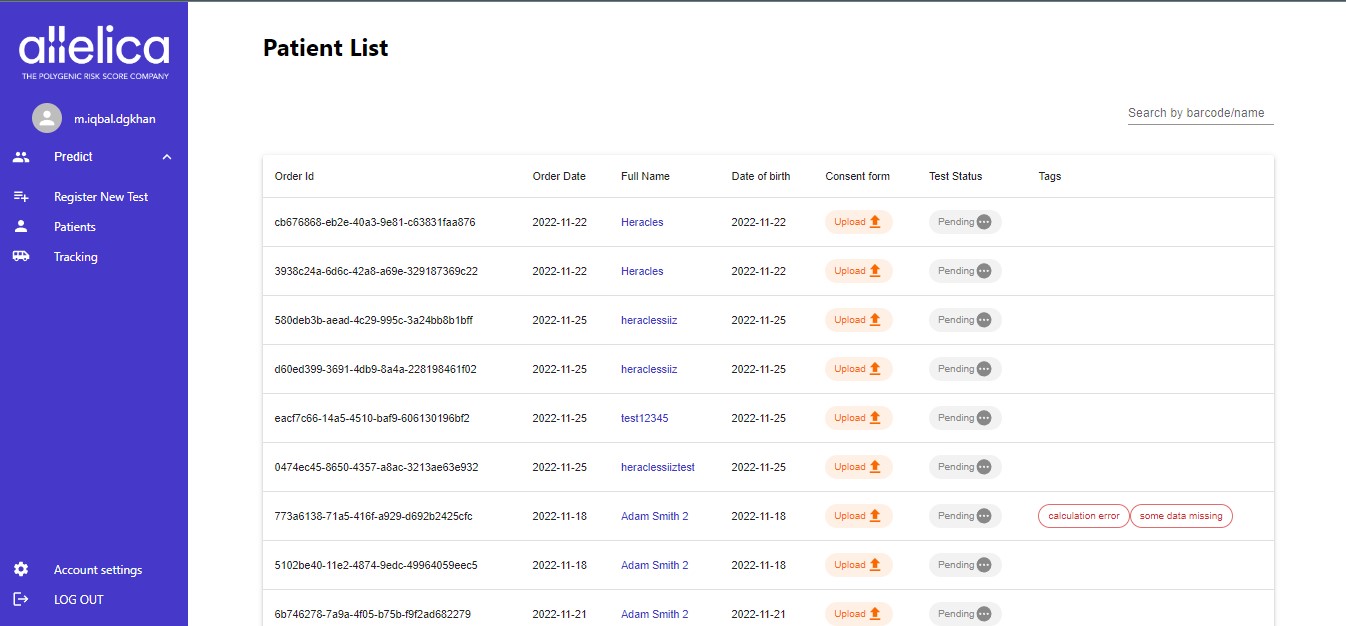 allelica
THE POLYGENIC RISK SCORE COMPANY
m.iqbal.dgkhan
Predict
Register New Test
Patients
Tracking
Account settings
LOG OUT
Patient List
Search by barcode/name
Order Id Order Date Full Name Date of birth Consent form Test Status Tags
cb676868-eb2e-40a3-9e81-c63831faa876 2022-11-22 Heracles 2022-11-22 Upload Pending
3938c24a-6d6c-42a8-a69e-329187369c22 2022-11-22 Heracles 2022-11-22 Upload Pending
580deb3b-aead-4c29-995c-3a24bb8b1bff 2022-11-25 heraclessiiz 2022-11-25 Upload Pending
d60ed399-3691-4db9-8a4a-228198461f02 2022-11-25 heraclessiiz 2022-11-25 Upload Pending
eacf7c66-14a5-4510-baf9-606130196bf2 2022-11-25 test12345 2022-11-25 Upload Pending
0474ec45-8650-4357-a8ac-3213ae63e932 2022-11-25 heraclessiiztest 2022-11-25 Upload Pending
773a6138-71a5-416f-a929-d692b2425cfc 2022-11-18 Adam Smith 2 2022-11-18 Upload Pending calculation error some data missing
5102be40-11e2-4874-9edc-49964059eec5 2022-11-18 Adam Smith 2 2022-11-18 Upload Pending
6b746278-7a9a-4f05-b75b-f9f2ad682279 2022-11-21 Adam Smith 2 2022-11-21 Upload Pending